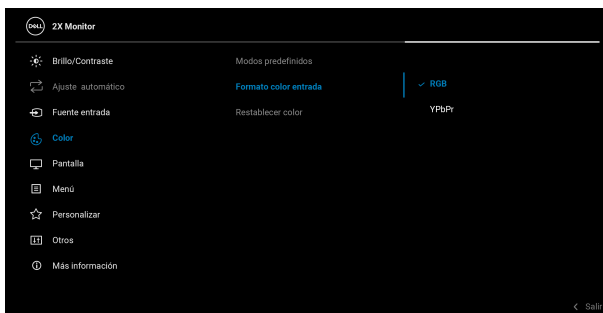 DELL 2X Monitor
Brillo/Contraste
Modos predefinidos
Ajuste automático
Formato color entrada
RGB
Fuente entrada
Restablecer color
YPbPr
Color
Pantalla
Menú
Personalizar
Otros
Más información
Salir